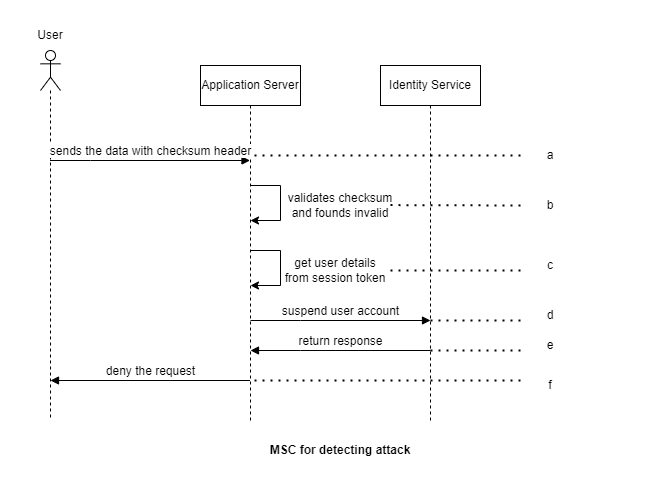 User
Application Server
Identity Service
sends the data with checksum header
a
validates checksum
and founds invalid
b
get user details
from session token
c
suspend user account
d
return response
e
deny the request
f
MSC for detecting attack